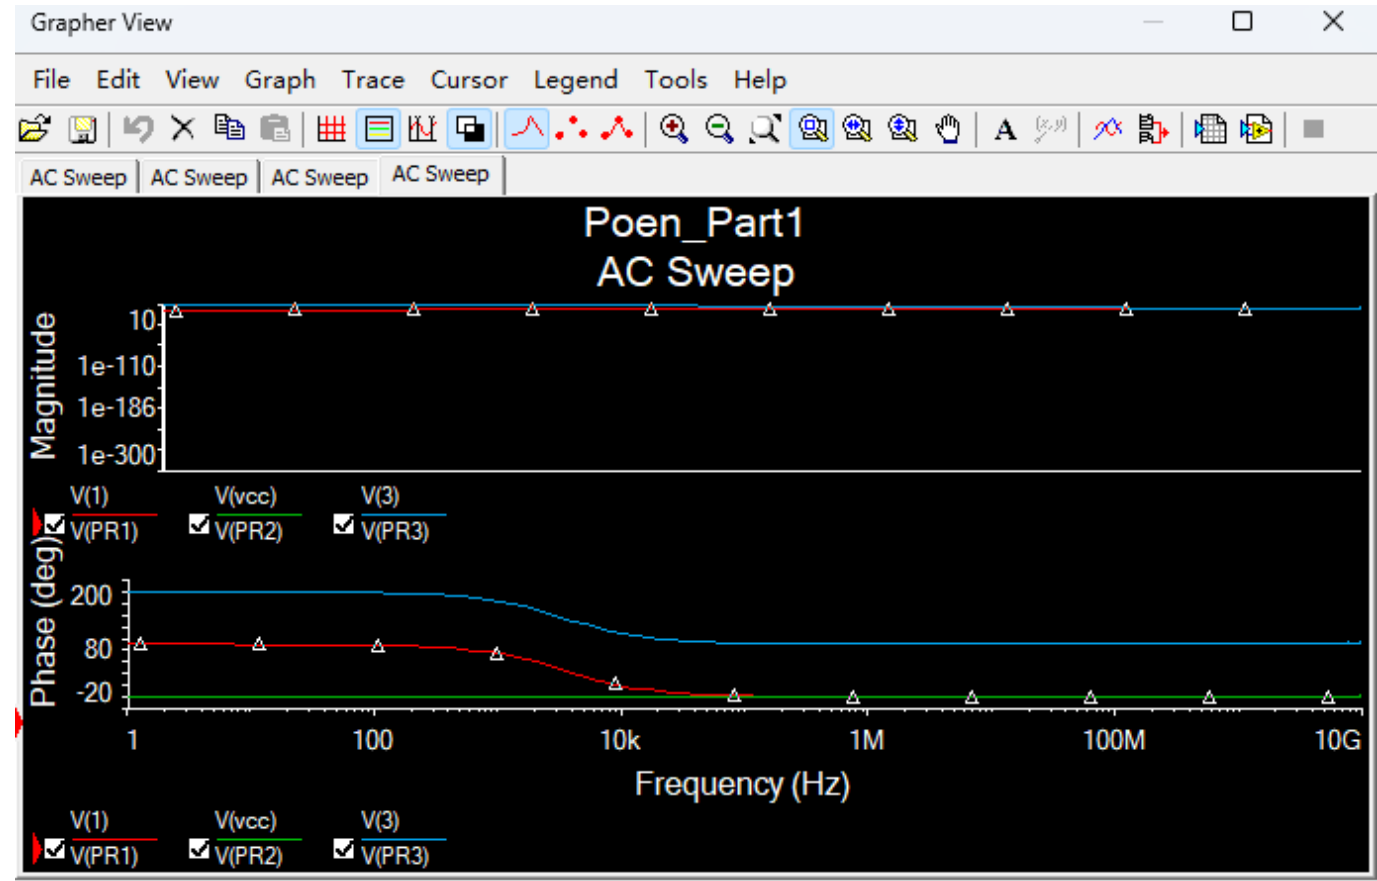 Grapher View
File Edit View Graph Trace Cursor Legend Tools Help
A (x,y)
AC Sweep AC Sweep AC Sweep AC Sweep
Poen_Part1
AC Sweep
Magnitude
10
1e-110
1e-186
1e-300
V(1) V(vcc) V(3)
V(PR1) V(PR2) V(PR3)
Phase (deg)
200
80
-20
1 100 10k 1M 100M 10G
Frequency (Hz)
V(1) V(vcc) V(3)
V(PR1) V(PR2) V(PR3)